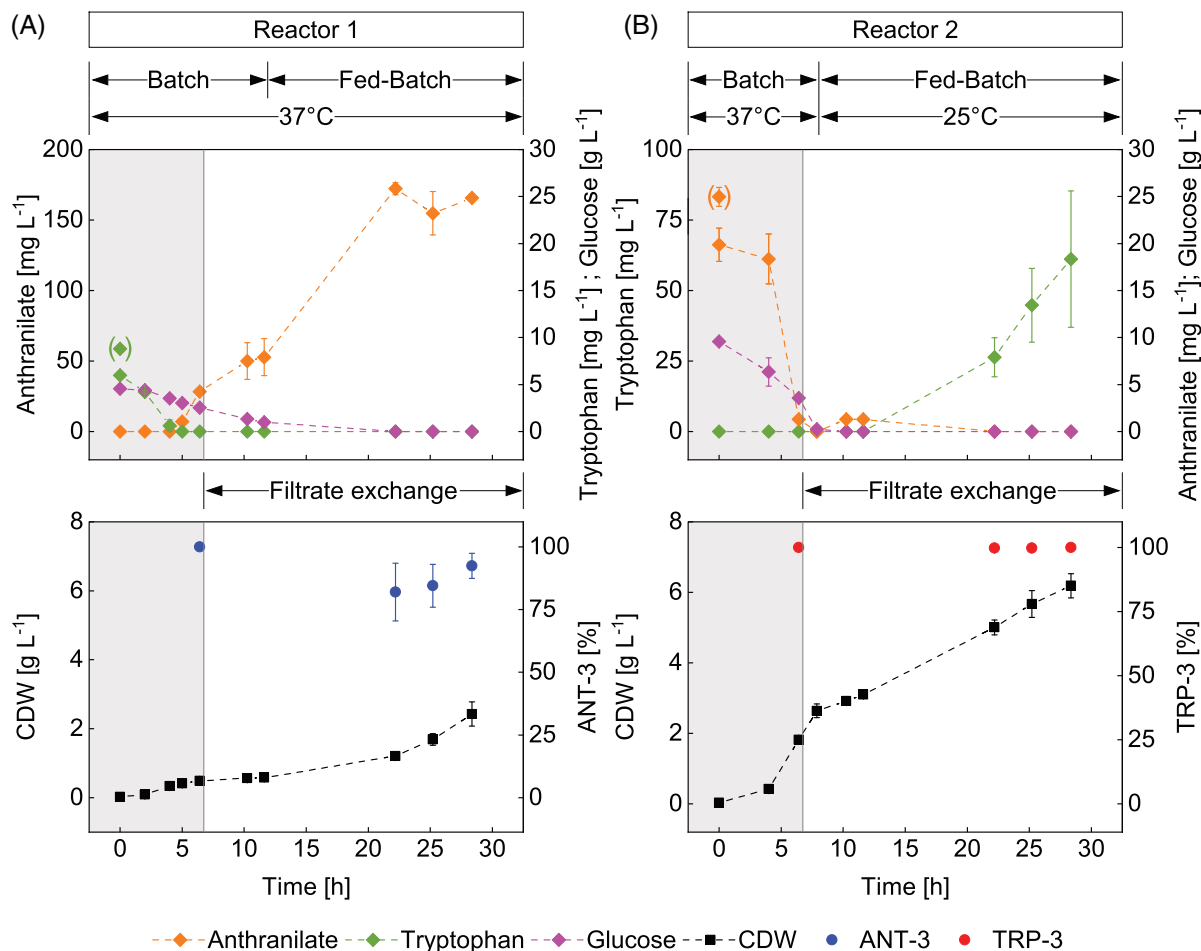 (A)
Reactor 1
Batch
Fed-Batch
37°C
Anthranilate [mg L⁻¹]
200
150
100
50
0
( )
30
25
20
15
10
5
0
Tryptophan [mg L⁻¹] ; Glucose [g L⁻¹]
Filtrate exchange
CDW [g L⁻¹]
8
6
4
2
0
100
75
50
25
0
ANT-3 [%]
0
5
10
15
20
25
30
Time [h]
(B)
Reactor 2
Batch
Fed-Batch
37°C
25°C
Tryptophan [mg L⁻¹]
100
75
50
25
0
( )
30
25
20
15
10
5
0
Anthranilate [mg L⁻¹]; Glucose [g L⁻¹]
Filtrate exchange
CDW [g L⁻¹]
8
6
4
2
0
100
75
50
25
0
TRP-3 [%]
0
5
10
15
20
25
30
Time [h]
Anthranilate Tryptophan Glucose CDW ANT-3 TRP-3